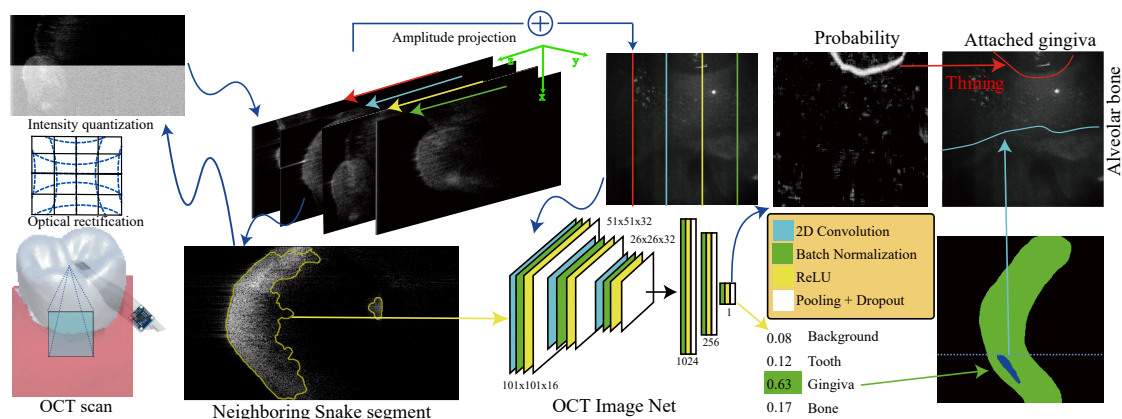 Amplitude projection
z
y
x
Probability
Attached gingiva
Thining
Alveolar bone
Intensity quantization
Optical rectification
OCT scan
Neighboring Snake segment
51x51x32
26x26x32
101x101x16
1024
256
1
OCT Image Net
2D Convolution
Batch Normalization
ReLU
Pooling + Dropout
0.08 Background
0.12 Tooth
0.63 Gingiva
0.17 Bone